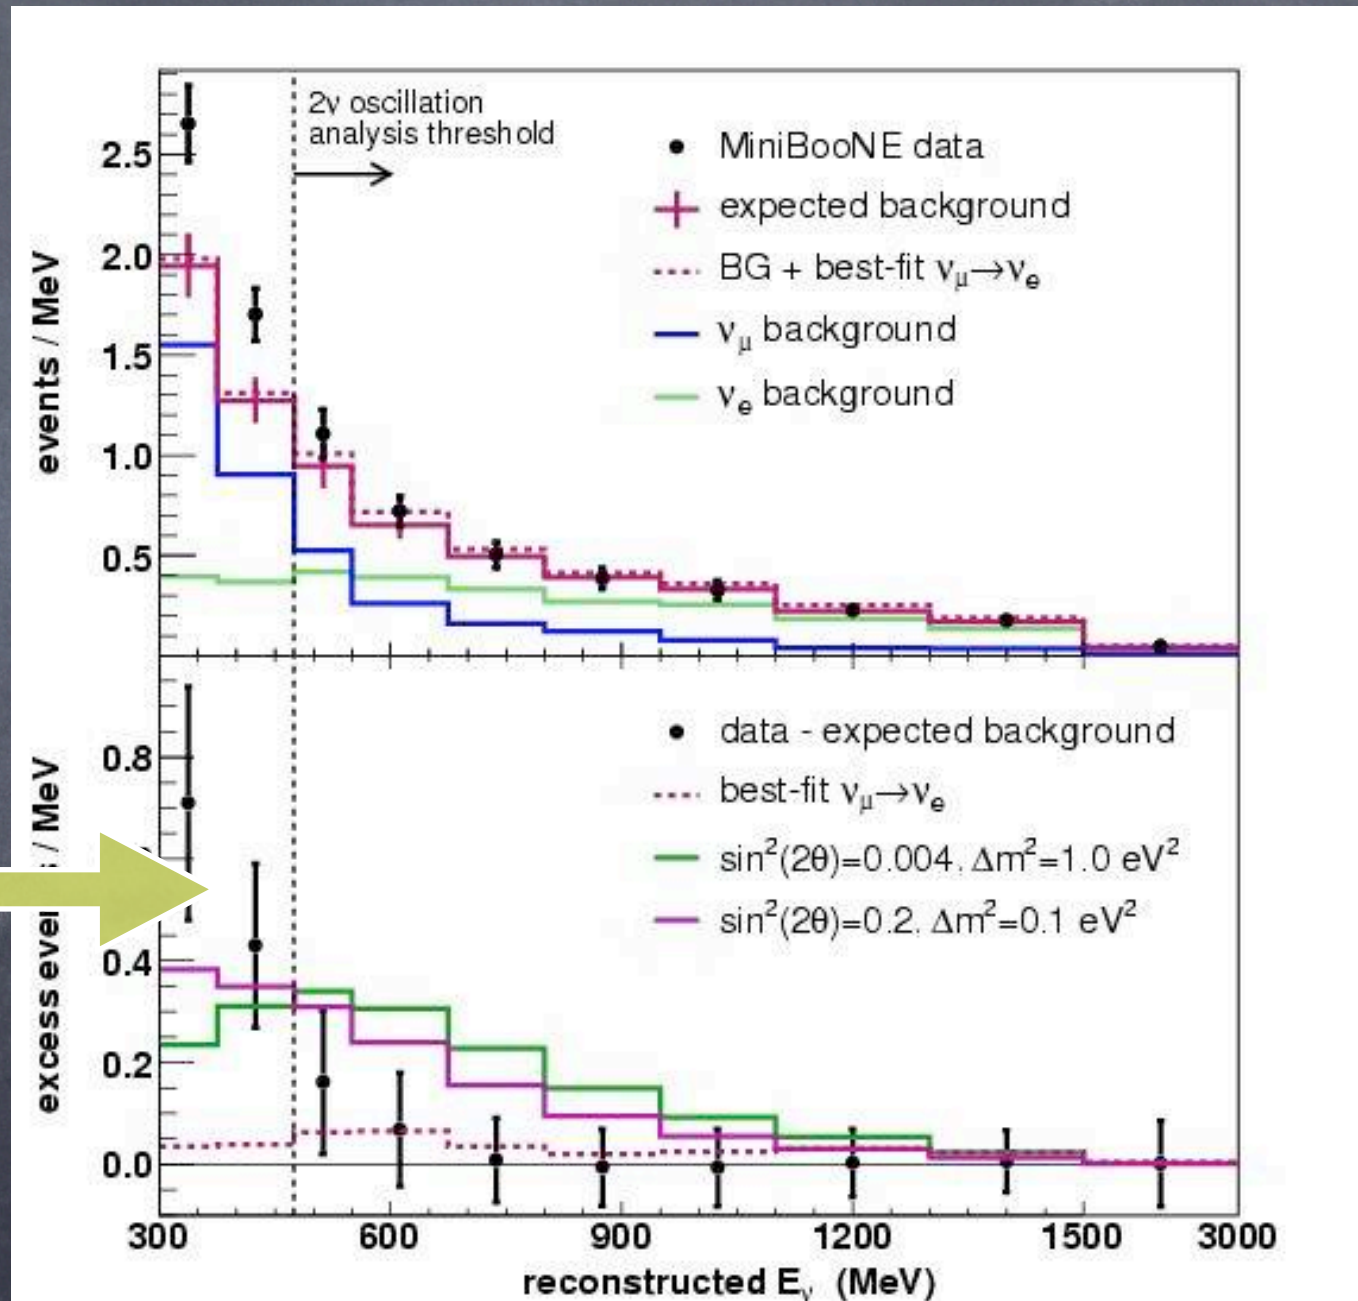 2ν oscillation
analysis threshold
MiniBooNE data
expected background
BG + best-fit νμ→νe
νμ background
νe background
events / MeV
2.5
2.0
1.5
1.0
0.5
data - expected background
best-fit νμ→νe
sin²(2θ)=0.004. Δm²=1.0 eV²
sin²(2θ)=0.2. Δm²=0.1 eV²
excess / MeV
0.8
0.4
0.2
0.0
300 600 900 1200 1500 3000
reconstructed Eν (MeV)